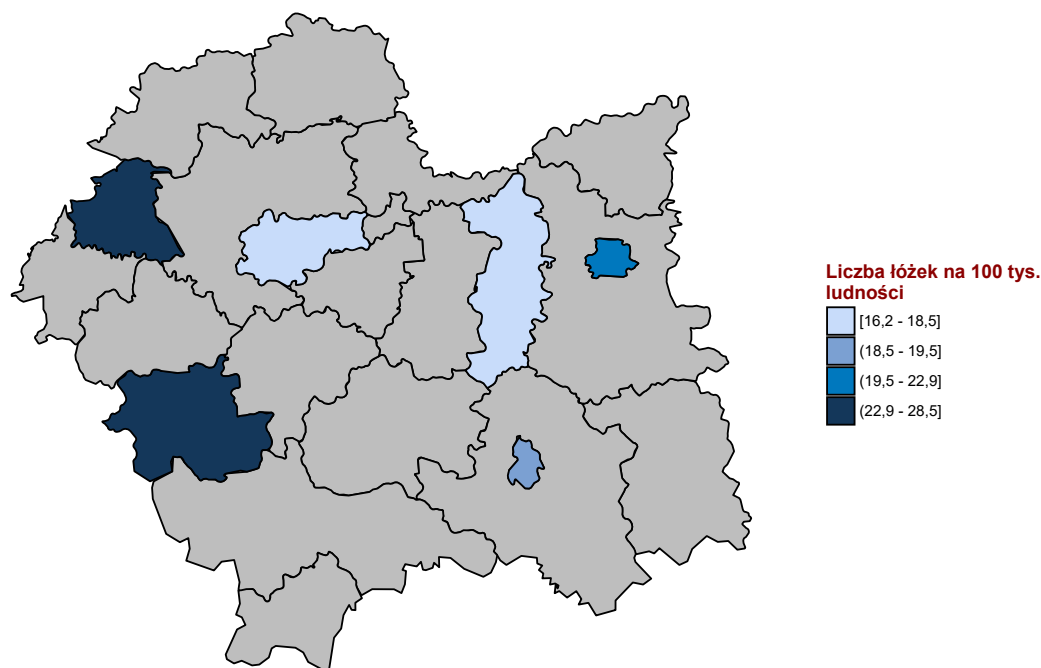 Liczba łóżek na 100 tys.
ludności
[16,2 - 18,5]
(18,5 - 19,5]
(19,5 - 22,9]
(22,9 - 28,5]